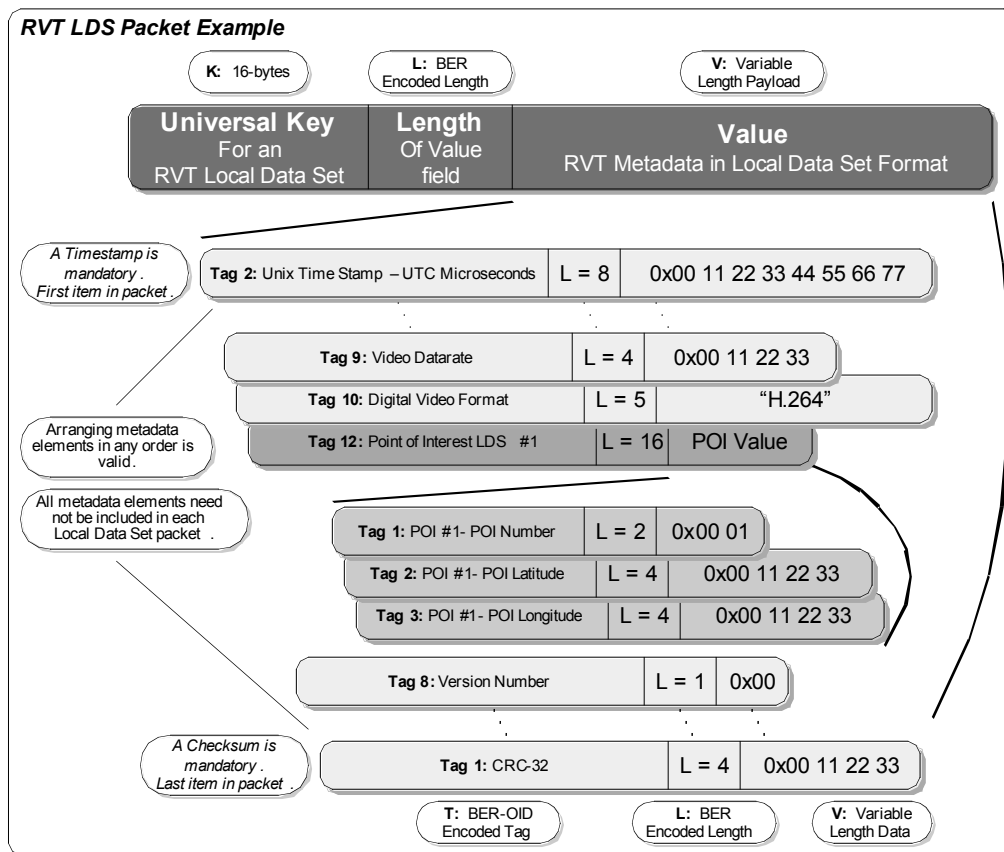 RVT LDS Packet Example
K: 16-bytes
L: BER
Encoded Length
V: Variable
Length Payload
Universal Key
For an
RVT Local Data Set
Length
Of Value
field
Value
RVT Metadata in Local Data Set Format
A Timestamp is
mandatory .
First item in packet .
Tag 2: Unix Time Stamp – UTC Microseconds
L = 8
0x00 11 22 33 44 55 66 77
Tag 9: Video Datarate
L = 4
0x00 11 22 33
Tag 10: Digital Video Format
L = 5
“H.264”
Tag 12: Point of Interest LDS #1
L = 16
POI Value
Arranging metadata
elements in any order is
valid .
All metadata elements need
not be included in each
Local Data Set packet .
Tag 1: POI #1- POI Number
L = 2
0x00 01
Tag 2: POI #1- POI Latitude
L = 4
0x00 11 22 33
Tag 3: POI #1- POI Longitude
L = 4
0x00 11 22 33
Tag 8: Version Number
L = 1
0x00
A Checksum is
mandatory .
Last item in packet .
Tag 1: CRC-32
L = 4
0x00 11 22 33
T: BER-OID
Encoded Tag
L: BER
Encoded Length
V: Variable
Length Data